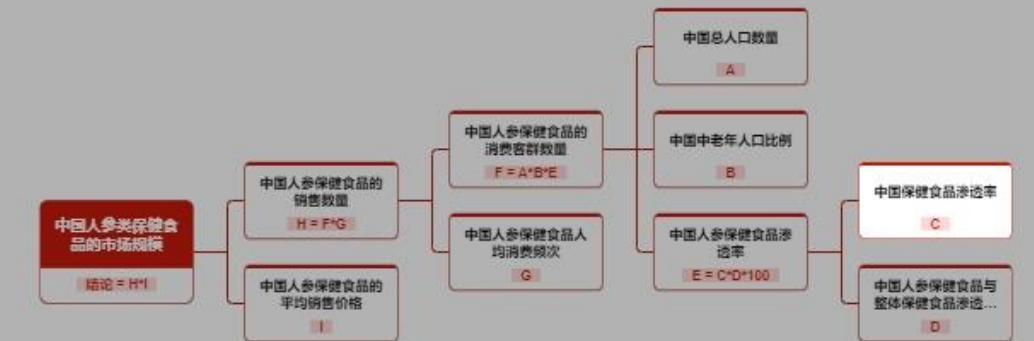 中国总人口数量
A
中国人参保健食品的
消费客群数量
F = A*B*E
中国中老年人口比例
B
中国人参保健食品的
销售数量
H = F*G
中国保健食品渗透率
C
中国人参类保健食
品的市场规模
结论 = H*I
中国人参保健食品人
均消费频次
G
中国人参保健食品渗
透率
E = C*D*100
中国人参保健食品的
平均销售价格
I
中国人参保健食品与
整体保健食品渗透...
D